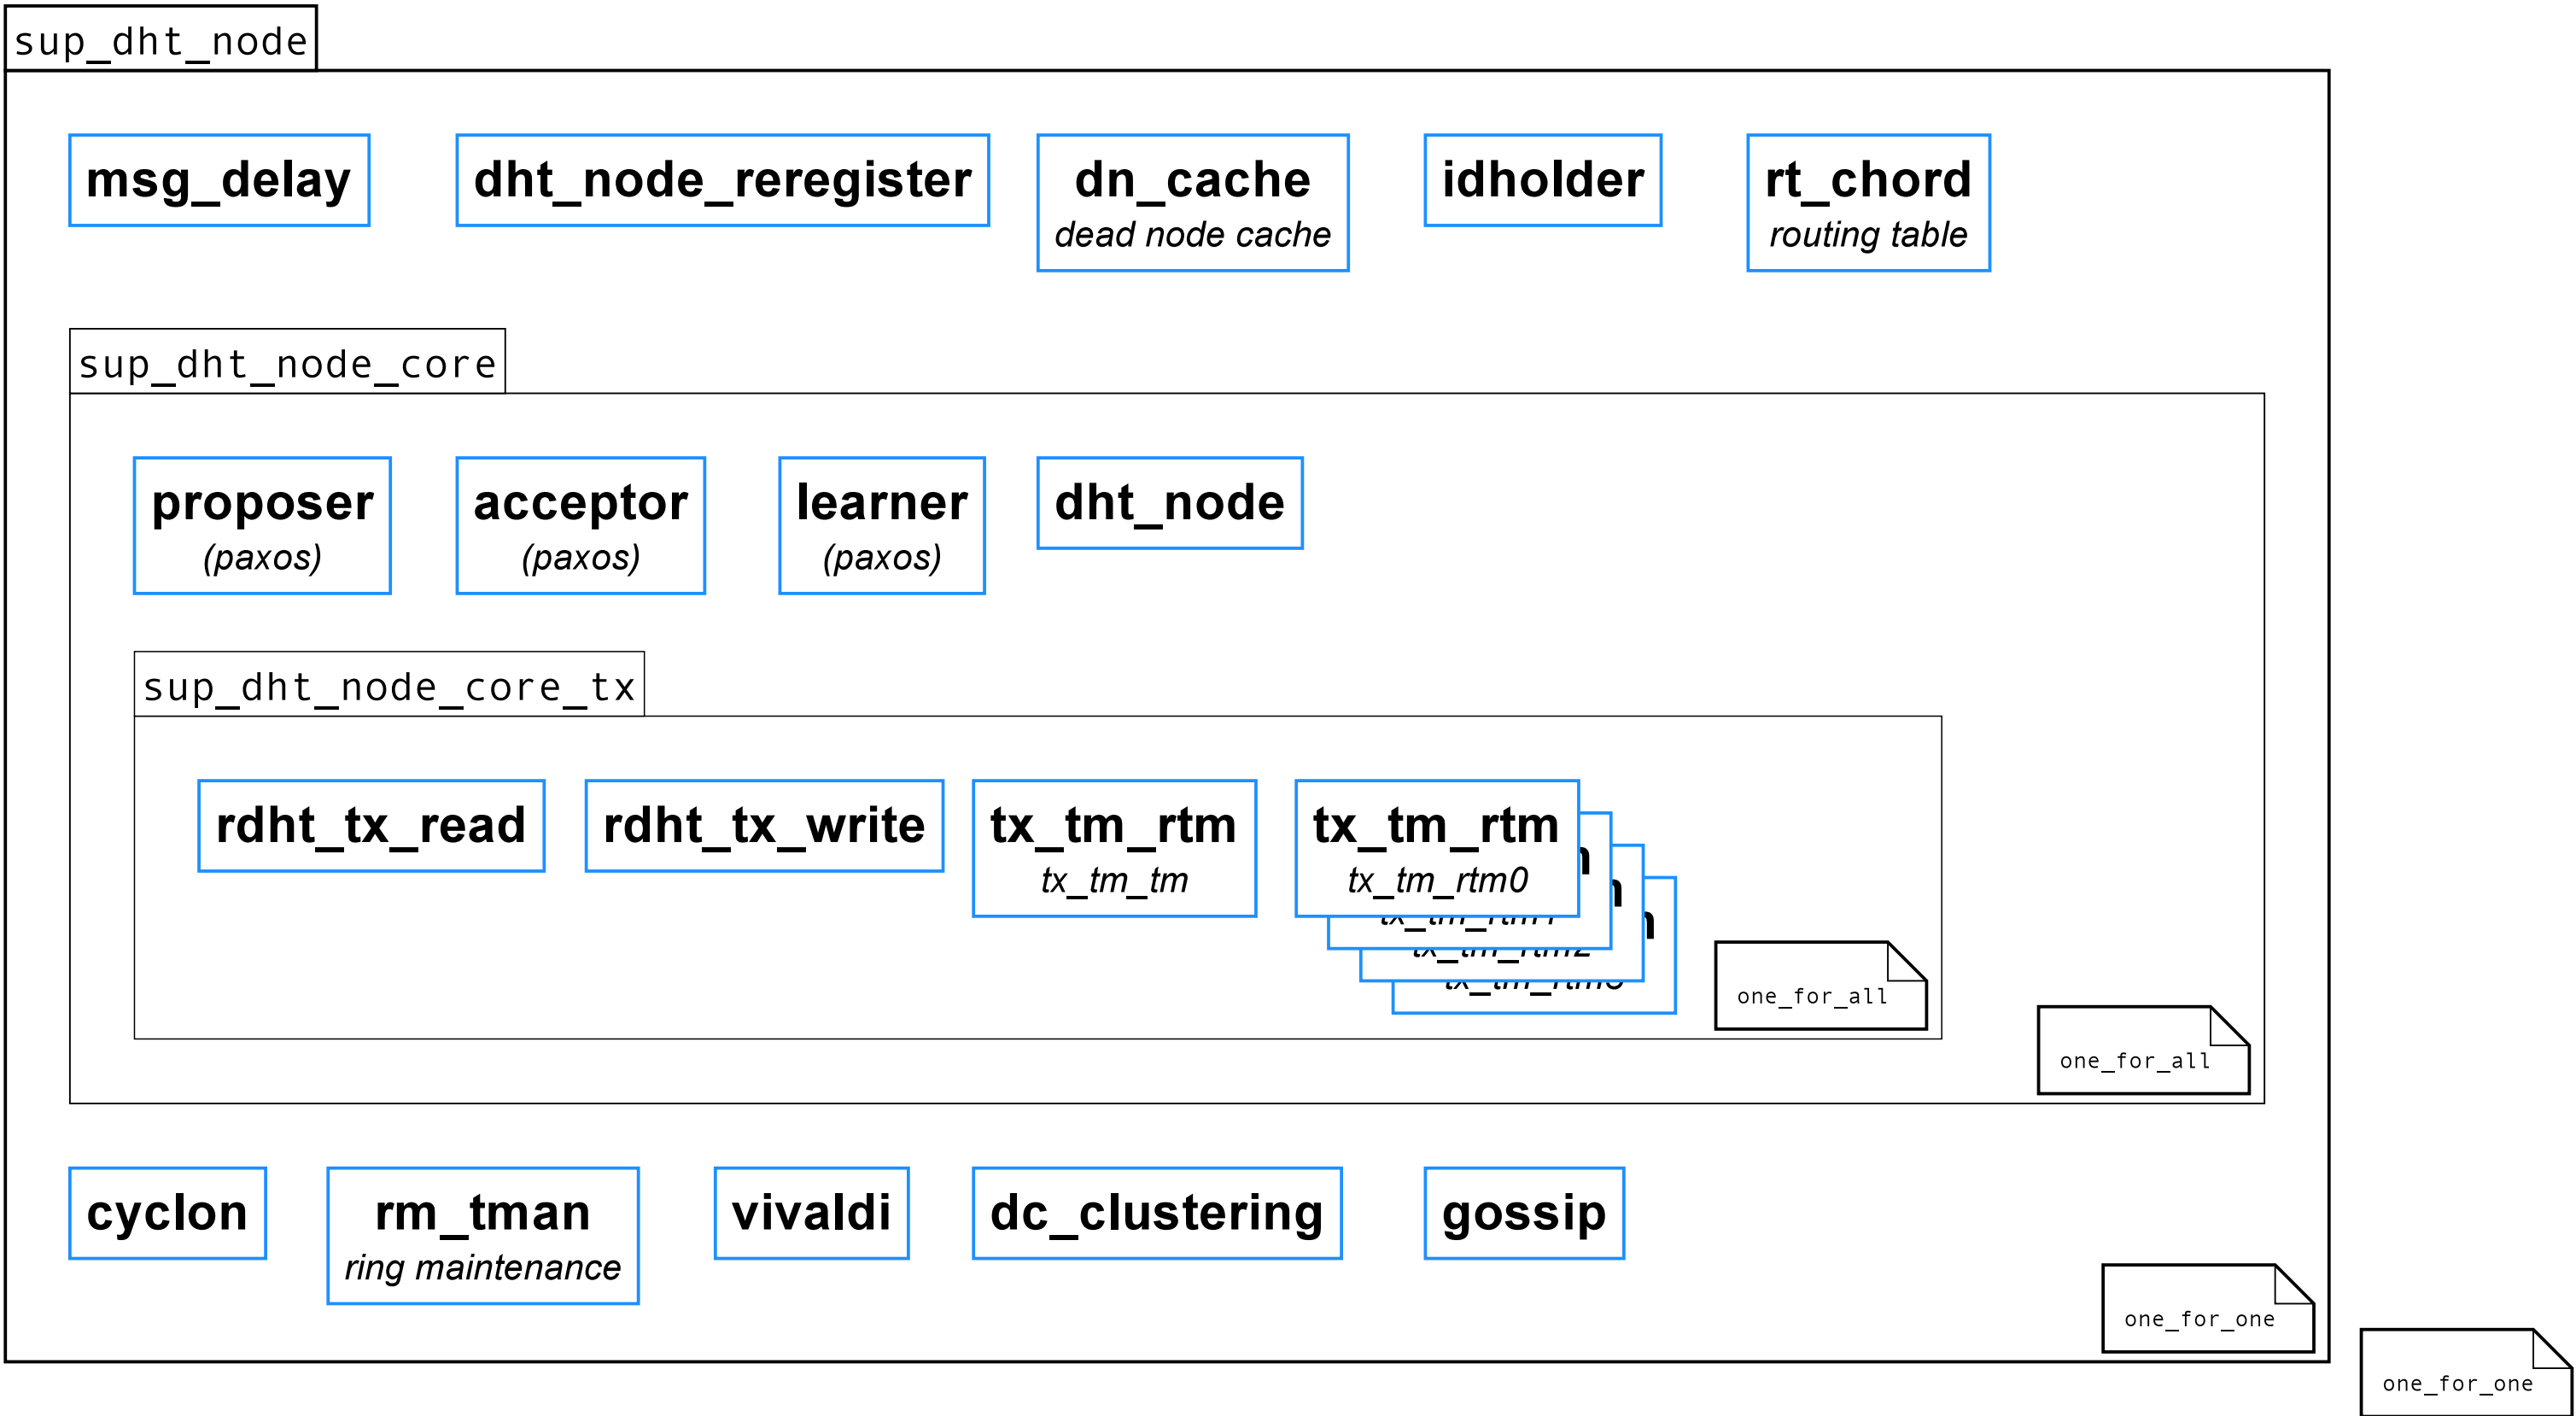 sup_dht_node
msg_delay
dht_node_reregister
dn_cache
dead node cache
idholder
rt_chord
routing table
sup_dht_node_core
proposer
(paxos)
acceptor
(paxos)
learner
(paxos)
dht_node
sup_dht_node_core_tx
rdht_tx_read
rdht_tx_write
tx_tm_rtm
tx_tm_tm
tx_tm_rtm
tx_tm_rtm0
one_for_all
one_for_all
cyclon
rm_tman
ring maintenance
vivaldi
dc_clustering
gossip
one_for_one
one_for_one